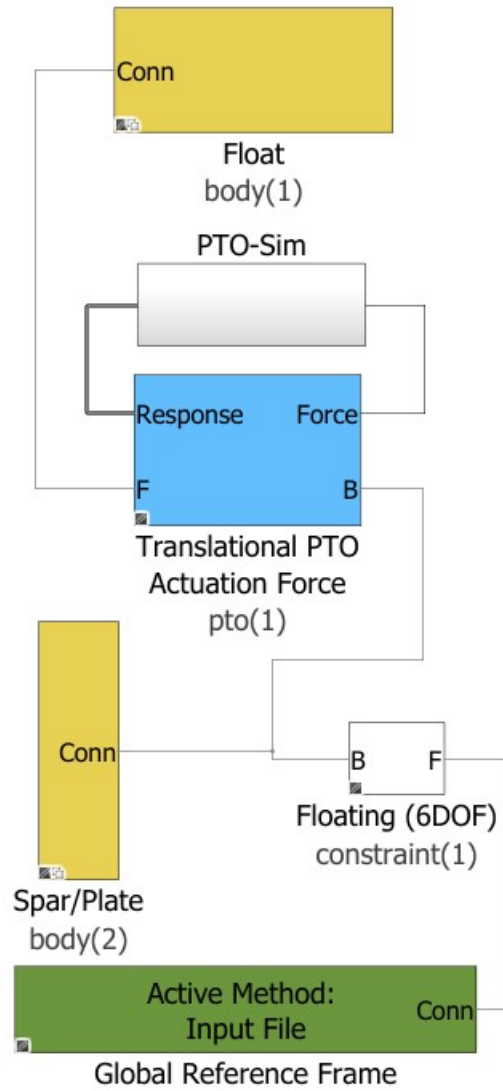 Conn
Float
body(1)
PTO-Sim
Response Force
F B
Translational PTO
Actuation Force
pto(1)
Conn
B F
Floating (6DOF)
constraint(1)
Spar/Plate
body(2)
Active Method:
Input File
Conn
Global Reference Frame